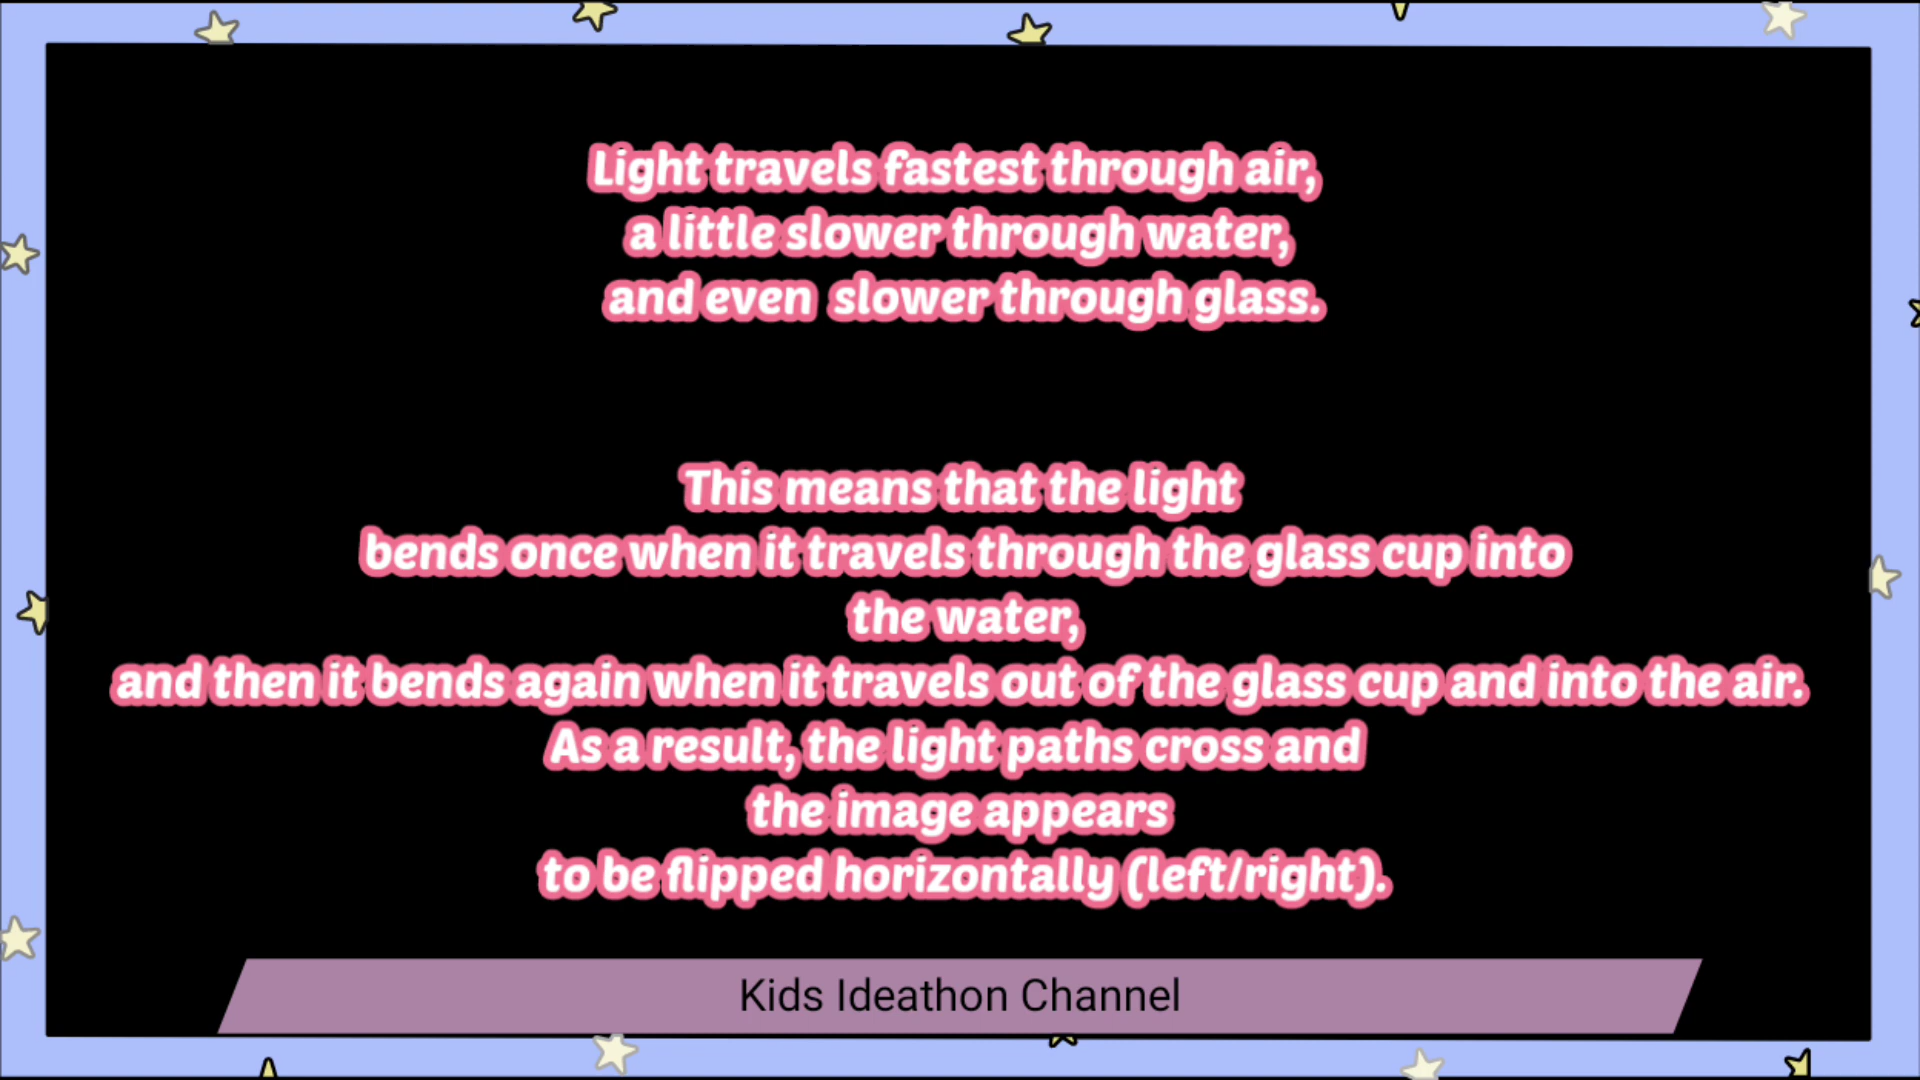 Light travels fastest through air,
a little slower through water,
and even  slower through glass.
This means that the light
bends once when it travels through the glass cup into
the water,
and then it bends again when it travels out of the glass cup and into the air.
As a result, the light paths cross and
the image appears
to be flipped horizontally (left/right).
Kids Ideathon Channel